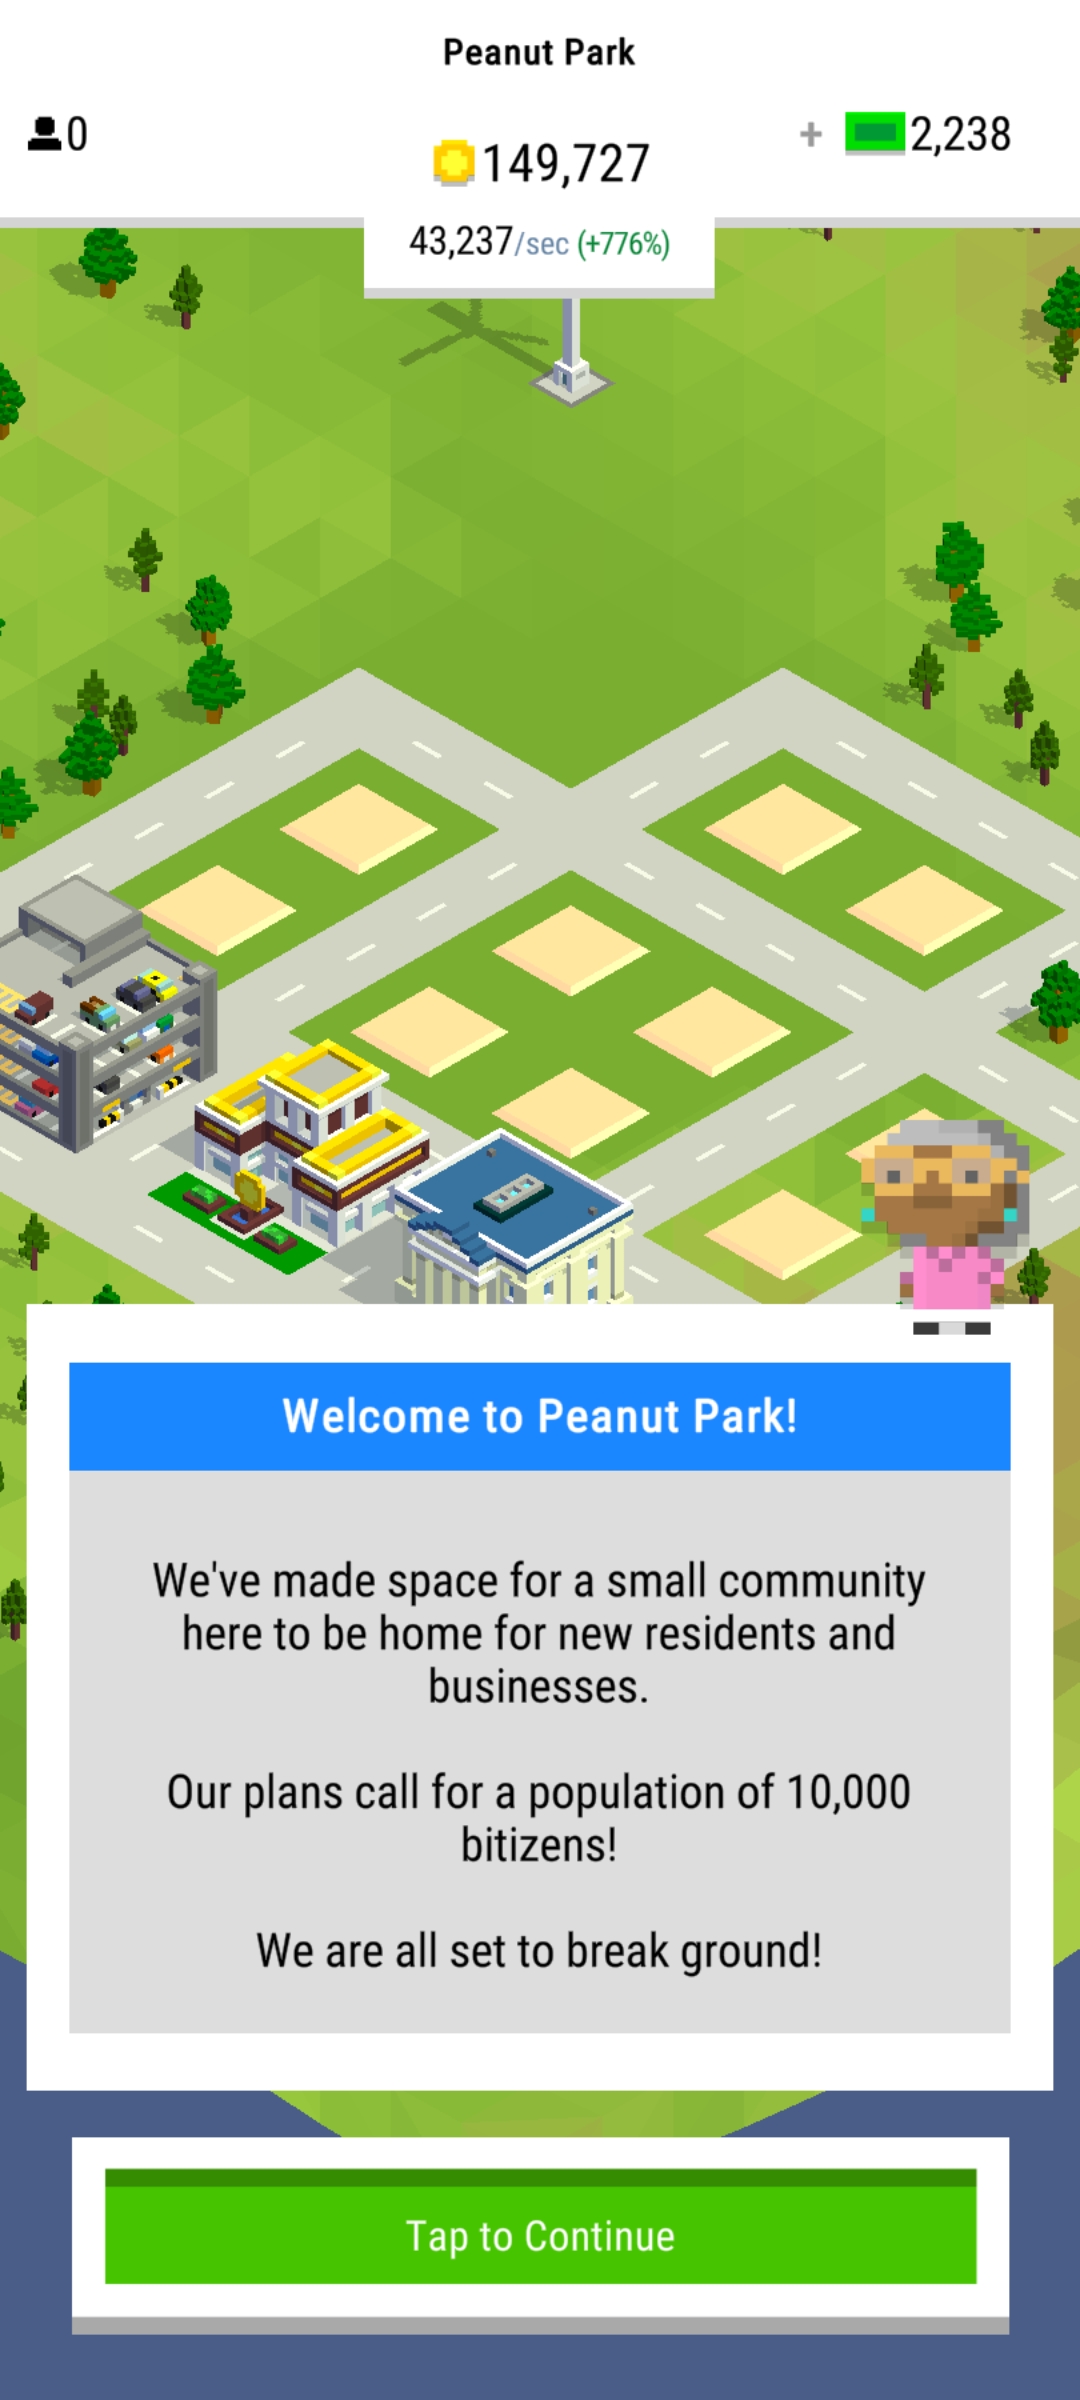 Peanut Park
0
149,727
+ 2,238
43,237/sec (+776%)
Welcome to Peanut Park!
We've made space for a small community
here to be home for new residents and
businesses.
Our plans call for a population of 10,000
bitizens!
We are all set to break ground!
Tap to Continue